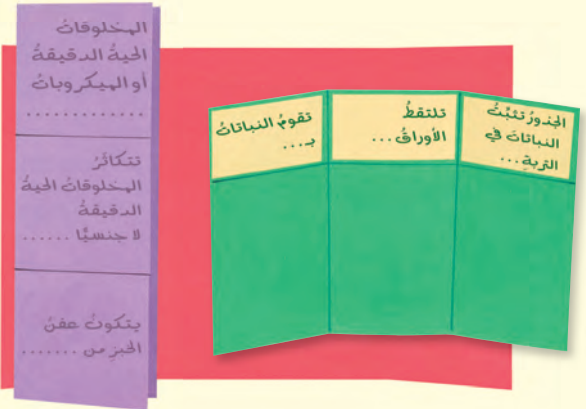 الجذورُ تثبِّتُ
النباتات في
التربةِ...
تلتقطُ
الأوراقُ...
تقومُ النباتاتُ
بـ...
المخلوقاتُ
الحيةُ الدقيقةُ
أو الميكروباتُ
.............
تتكاثرُ
المخلوقاتُ الحيةُ
الدقيقةُ
لا جنسيًّا ......
يتكونُ عفنُ
الخبزِ من .......